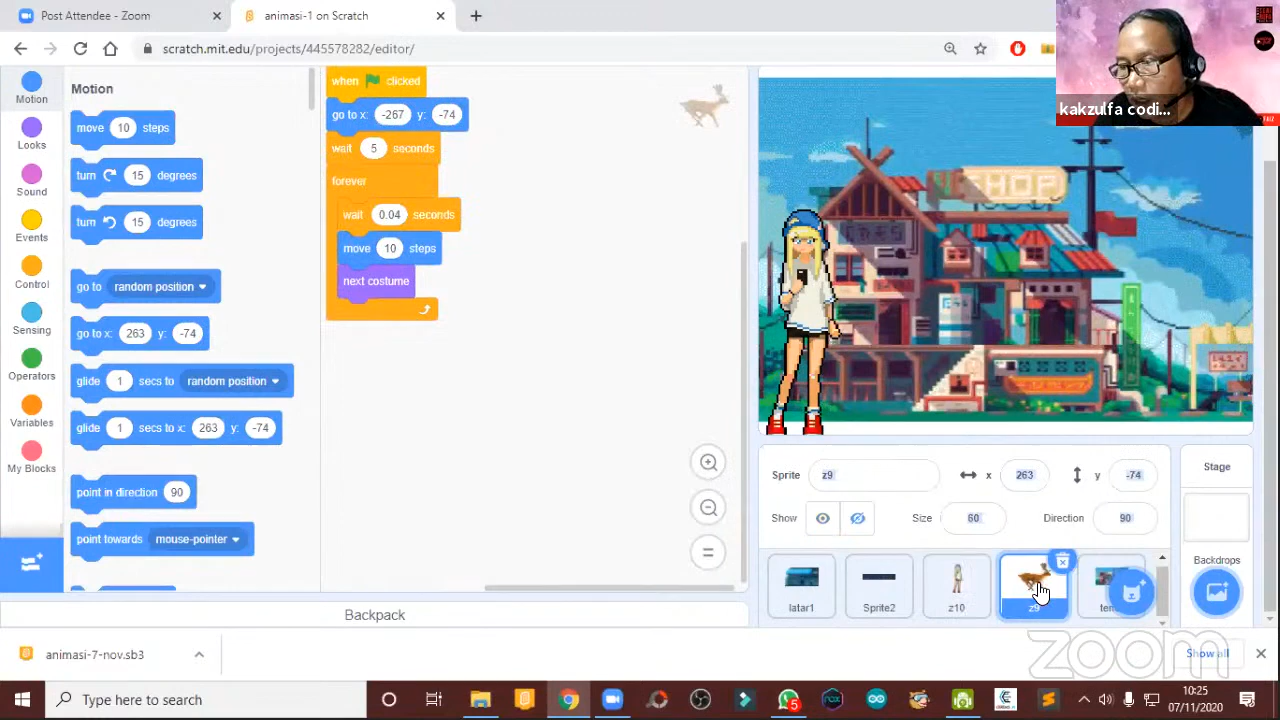 Post Attendee - Zoom
animasi-1 on Scratch
scratch.mit.edu/projects/445578282/editor/
kakzulfa codi...
Motion
Looks
Sound
Events
Control
Sensing
Operators
Variables
My Blocks
Motion
move 10 steps
turn 15 degrees
turn 15 degrees
go to random position
go to x: 263 y: -74
glide 1 secs to random position
glide 1 secs to x: 263 y: -74
point in direction 90
point towards mouse-pointer
when clicked
go to x: -267 y: -74
wait 5 seconds
forever
wait 0.04 seconds
move 10 steps
next costume
SHOP
Sprite z9 x 263 y -74
Show Size 60 Direction 90
latar1
Sprite2
z10
z9
Stage
Backdrops
Backpack
animasi-7-nov.sb3
Show all
zoom
Type here to search
5
10:25
07/11/2020